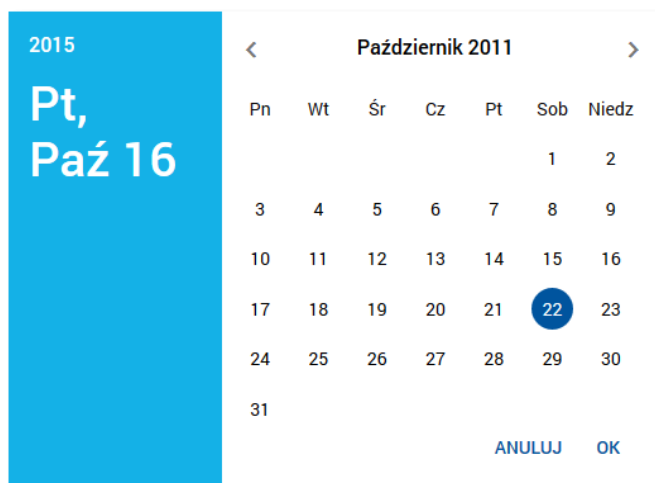 2015
Pt,
Paź 16
Październik 2011
Pn Wt Śr Cz Pt Sob Niedz
1 2
3 4 5 6 7 8 9
10 11 12 13 14 15 16
17 18 19 20 21 22 23
24 25 26 27 28 29 30
31
ANULUJ OK